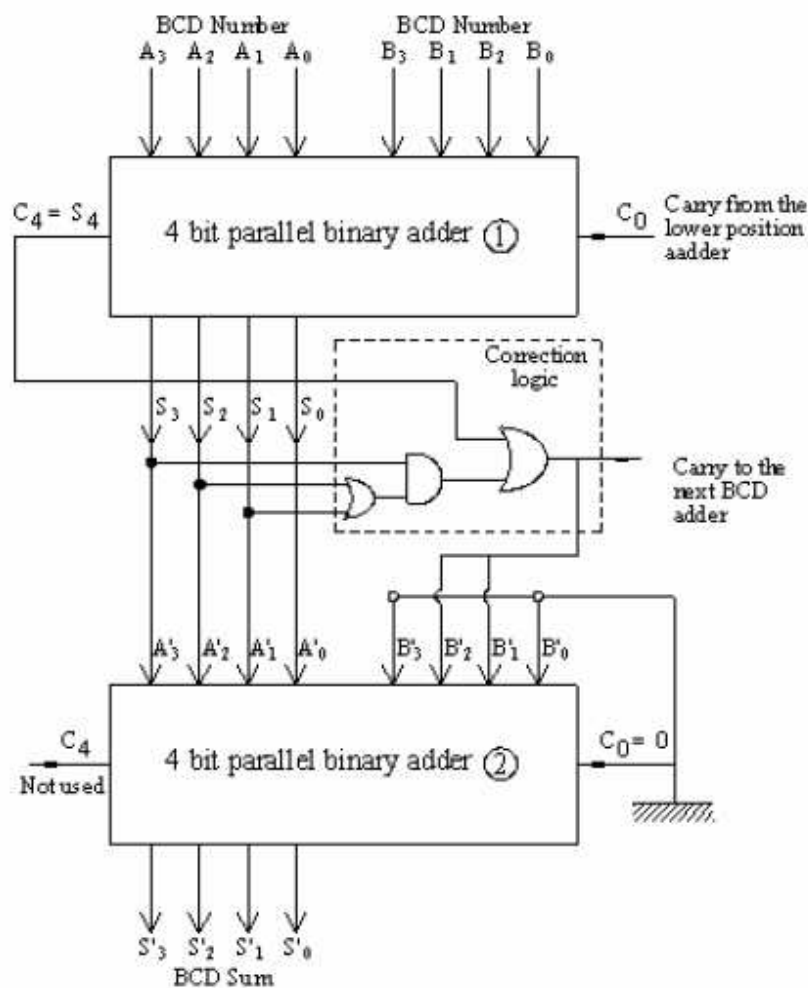 BCD Number BCD Number
A3 A2 A1 A0 B3 B1 B2 B0
C4 = S4
4 bit parallel binary adder 1
C0
Carry from the
lower position
aadder
Correction
logic
S3 S2 S1 S0
Carry to the
next BCD
adder
A'3 A'2 A'1 A'0 B'3 B'2 B'1 B'0
C4
Not used
4 bit parallel binary adder 2
C0 = 0
S'3 S'2 S'1 S'0
BCD Sum